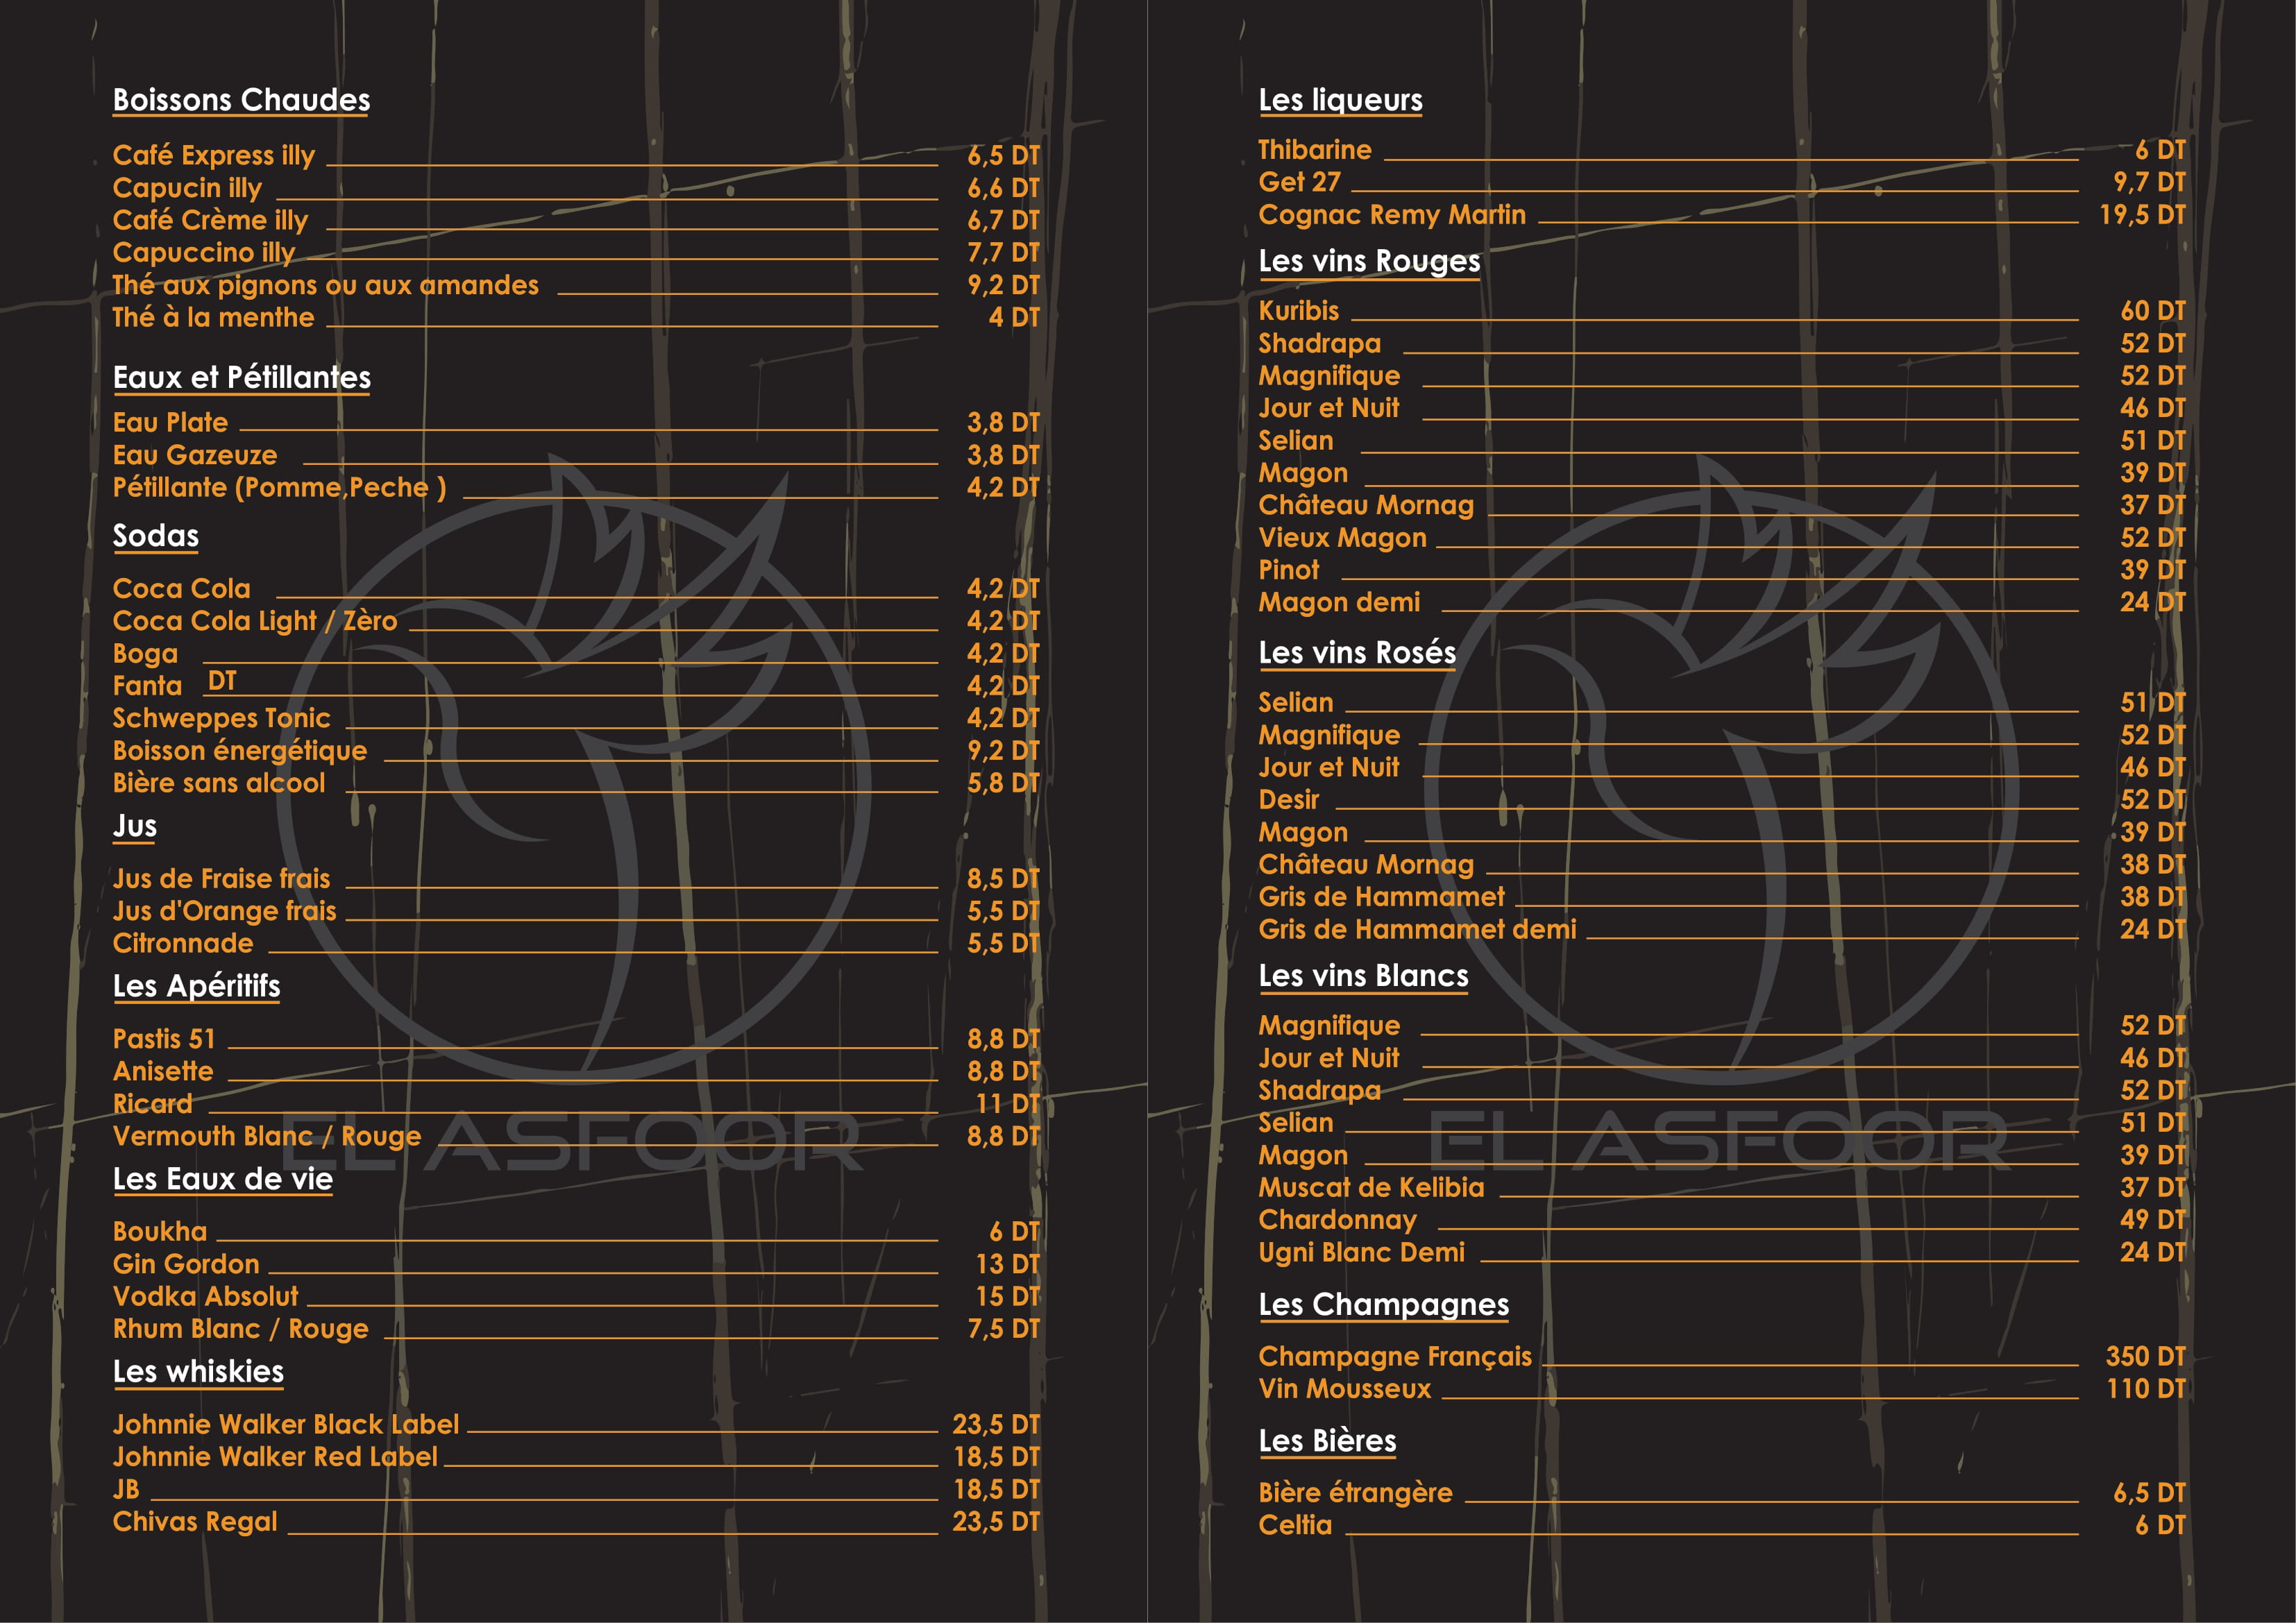 Boissons Chaudes
Café Express illy 6,5 DT
Capucin illy 6,6 DT
Café Crème illy 6,7 DT
Capuccino illy 7,7 DT
Thé aux pignons ou aux amandes 9,2 DT
Thé à la menthe 4 DT
Eaux et Pétillantes
Eau Plate 3,8 DT
Eau Gazeuze 3,8 DT
Pétillante (Pomme,Peche ) 4,2 DT
Sodas
Coca Cola 4,2 DT
Coca Cola Light / Zèro 4,2 DT
Boga 4,2 DT
Fanta DT 4,2 DT
Schweppes Tonic 4,2 DT
Boisson énergétique 9,2 DT
Bière sans alcool 5,8 DT
Jus
Jus de Fraise frais 8,5 DT
Jus d'Orange frais 5,5 DT
Citronnade 5,5 DT
Les Apéritifs
Pastis 51 8,8 DT
Anisette 8,8 DT
Ricard 11 DT
Vermouth Blanc / Rouge 8,8 DT
EL ASFOOR
Les Eaux de vie
Boukha 6 DT
Gin Gordon 13 DT
Vodka Absolut 15 DT
Rhum Blanc / Rouge 7,5 DT
Les whiskies
Johnnie Walker Black Label 23,5 DT
Johnnie Walker Red Label 18,5 DT
JB 18,5 DT
Chivas Regal 23,5 DT
Les liqueurs
Thibarine 6 DT
Get 27 9,7 DT
Cognac Remy Martin 19,5 DT
Les vins Rouges
Kuribis 60 DT
Shadrapa 52 DT
Magnifique 52 DT
Jour et Nuit 46 DT
Selian 51 DT
Magon 39 DT
Château Mornag 37 DT
Vieux Magon 52 DT
Pinot 39 DT
Magon demi 24 DT
Les vins Rosés
Selian 51 DT
Magnifique 52 DT
Jour et Nuit 46 DT
Desir 52 DT
Magon 39 DT
Château Mornag 38 DT
Gris de Hammamet 38 DT
Gris de Hammamet demi 24 DT
Les vins Blancs
Magnifique 52 DT
Jour et Nuit 46 DT
Shadrapa 52 DT
Selian 51 DT
EL ASFOOR
Magon 39 DT
Muscat de Kelibia 37 DT
Chardonnay 49 DT
Ugni Blanc Demi 24 DT
Les Champagnes
Champagne Français 350 DT
Vin Mousseux 110 DT
Les Bières
Bière étrangère 6,5 DT
Celtia 6 DT